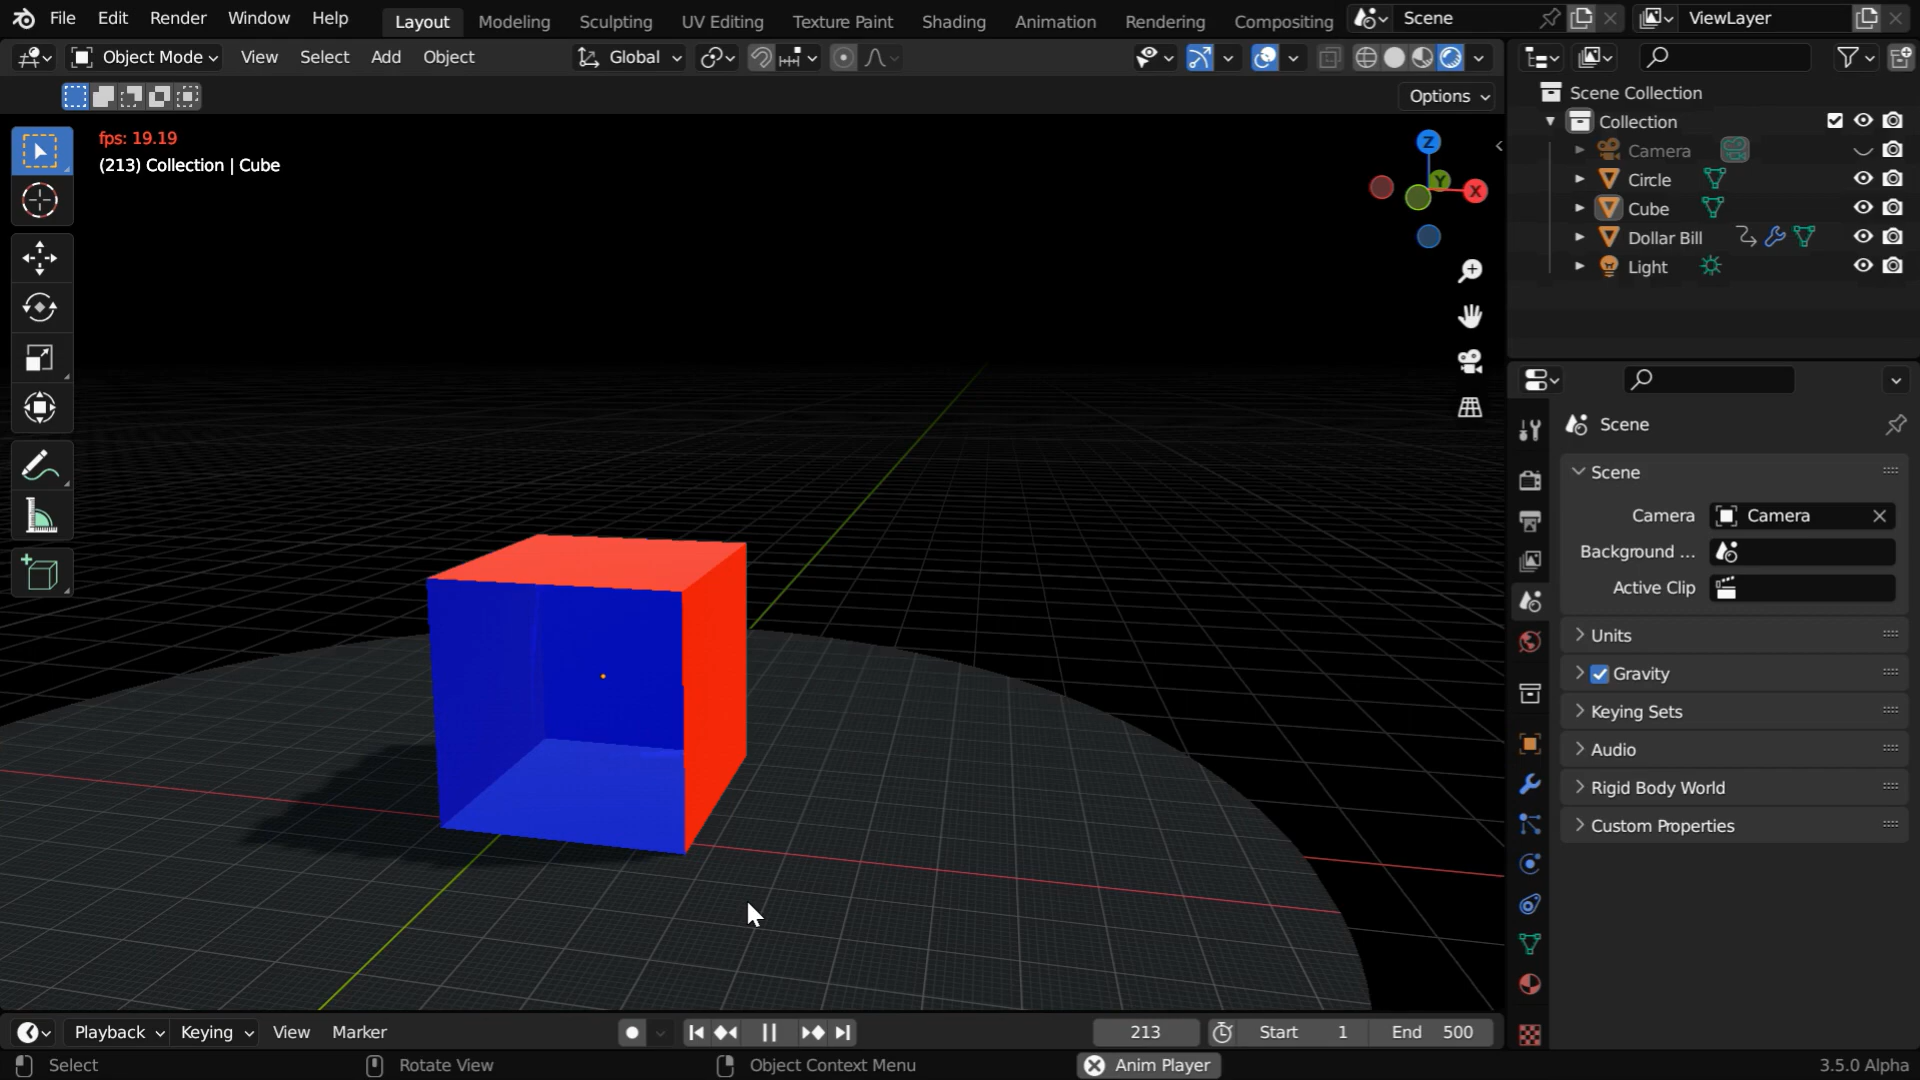 File Edit Render Window Help Layout Modeling Sculpting UV Editing Texture Paint Shading Animation Rendering Compositing Scene ViewLayer
Object Mode View Select Add Object Global
Options
fps: 19.19
(213) Collection | Cube
Z
Y
X
Scene Collection
Collection
Camera
Circle
Cube
Dollar Bill
Light
Scene
Scene
Camera Camera
Background ...
Active Clip
Units
Gravity
Keying Sets
Audio
Rigid Body World
Custom Properties
Playback Keying View Marker 213 Start 1 End 500
Select Rotate View Object Context Menu Anim Player 3.5.0 Alpha